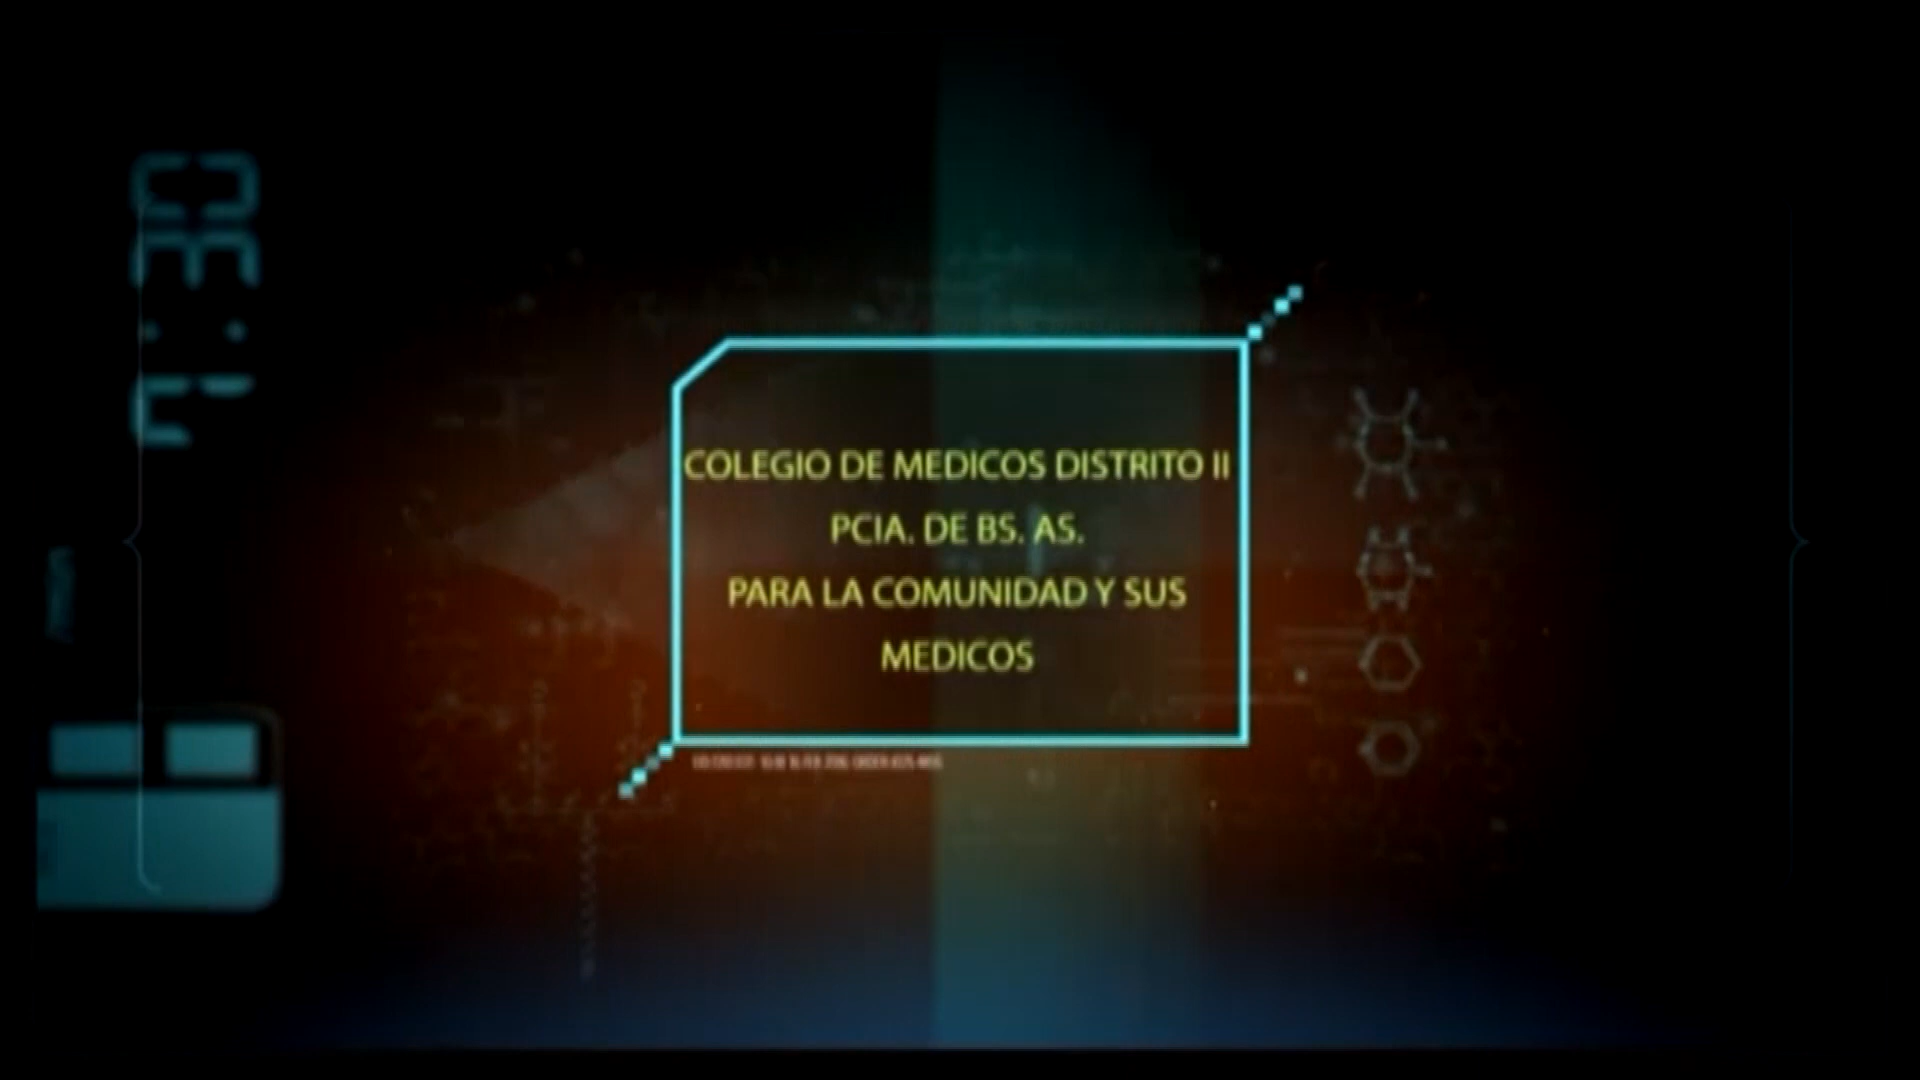 COLEGIO DE MEDICOS DISTRITO II
PCIA. DE BS. AS.
PARA LA COMUNIDAD Y SUS
MEDICOS